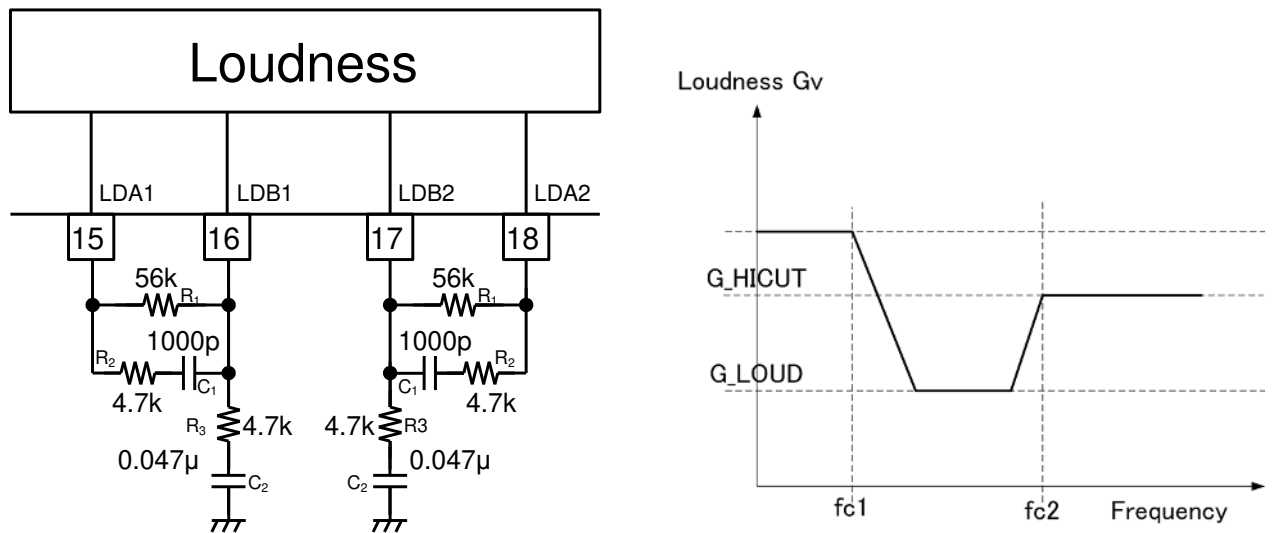 Loudness
LDA1 LDB1 LDB2 LDA2
15 16 17 18
56k 56k
R1 R1
1000p 1000p
R2 R2
C1 C1
4.7k 4.7k
R3 4.7k 4.7k R3
0.047µ 0.047µ
C2 C2
Loudness Gv
G_HICUT
G_LOUD
fc1 fc2 Frequency